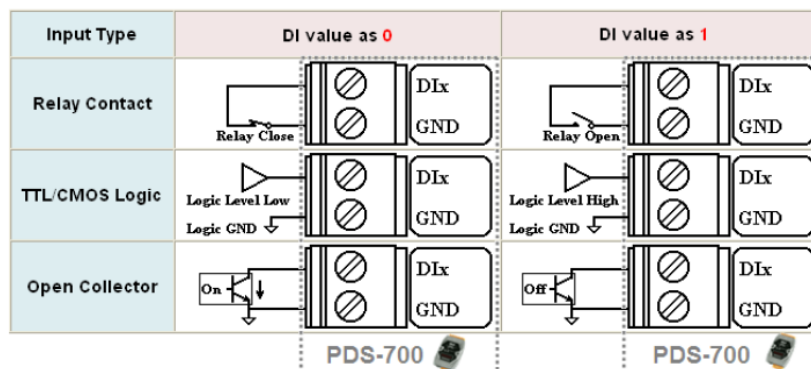 Input Type DI value as 0 DI value as 1
Relay Contact
Relay Close
DIx
GND
Relay Open
DIx
GND
TTL/CMOS Logic
Logic Level Low
Logic GND
DIx
GND
Logic Level High
Logic GND
DIx
GND
Open Collector
On
DIx
GND
Off
DIx
GND
PDS-700 PDS-700